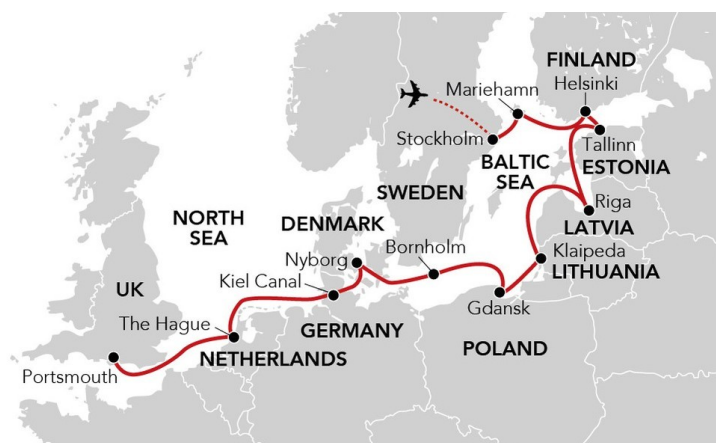 FINLAND
Mariehamn
Helsinki
Stockholm
Tallinn
BALTIC
SEA
ESTONIA
SWEDEN
Riga
NORTH
SEA
DENMARK
LATVIA
Nyborg
Bornholm
Klaipeda
LITHUANIA
Kiel Canal
UK
Gdansk
The Hague
GERMANY
NETHERLANDS
POLAND
Portsmouth